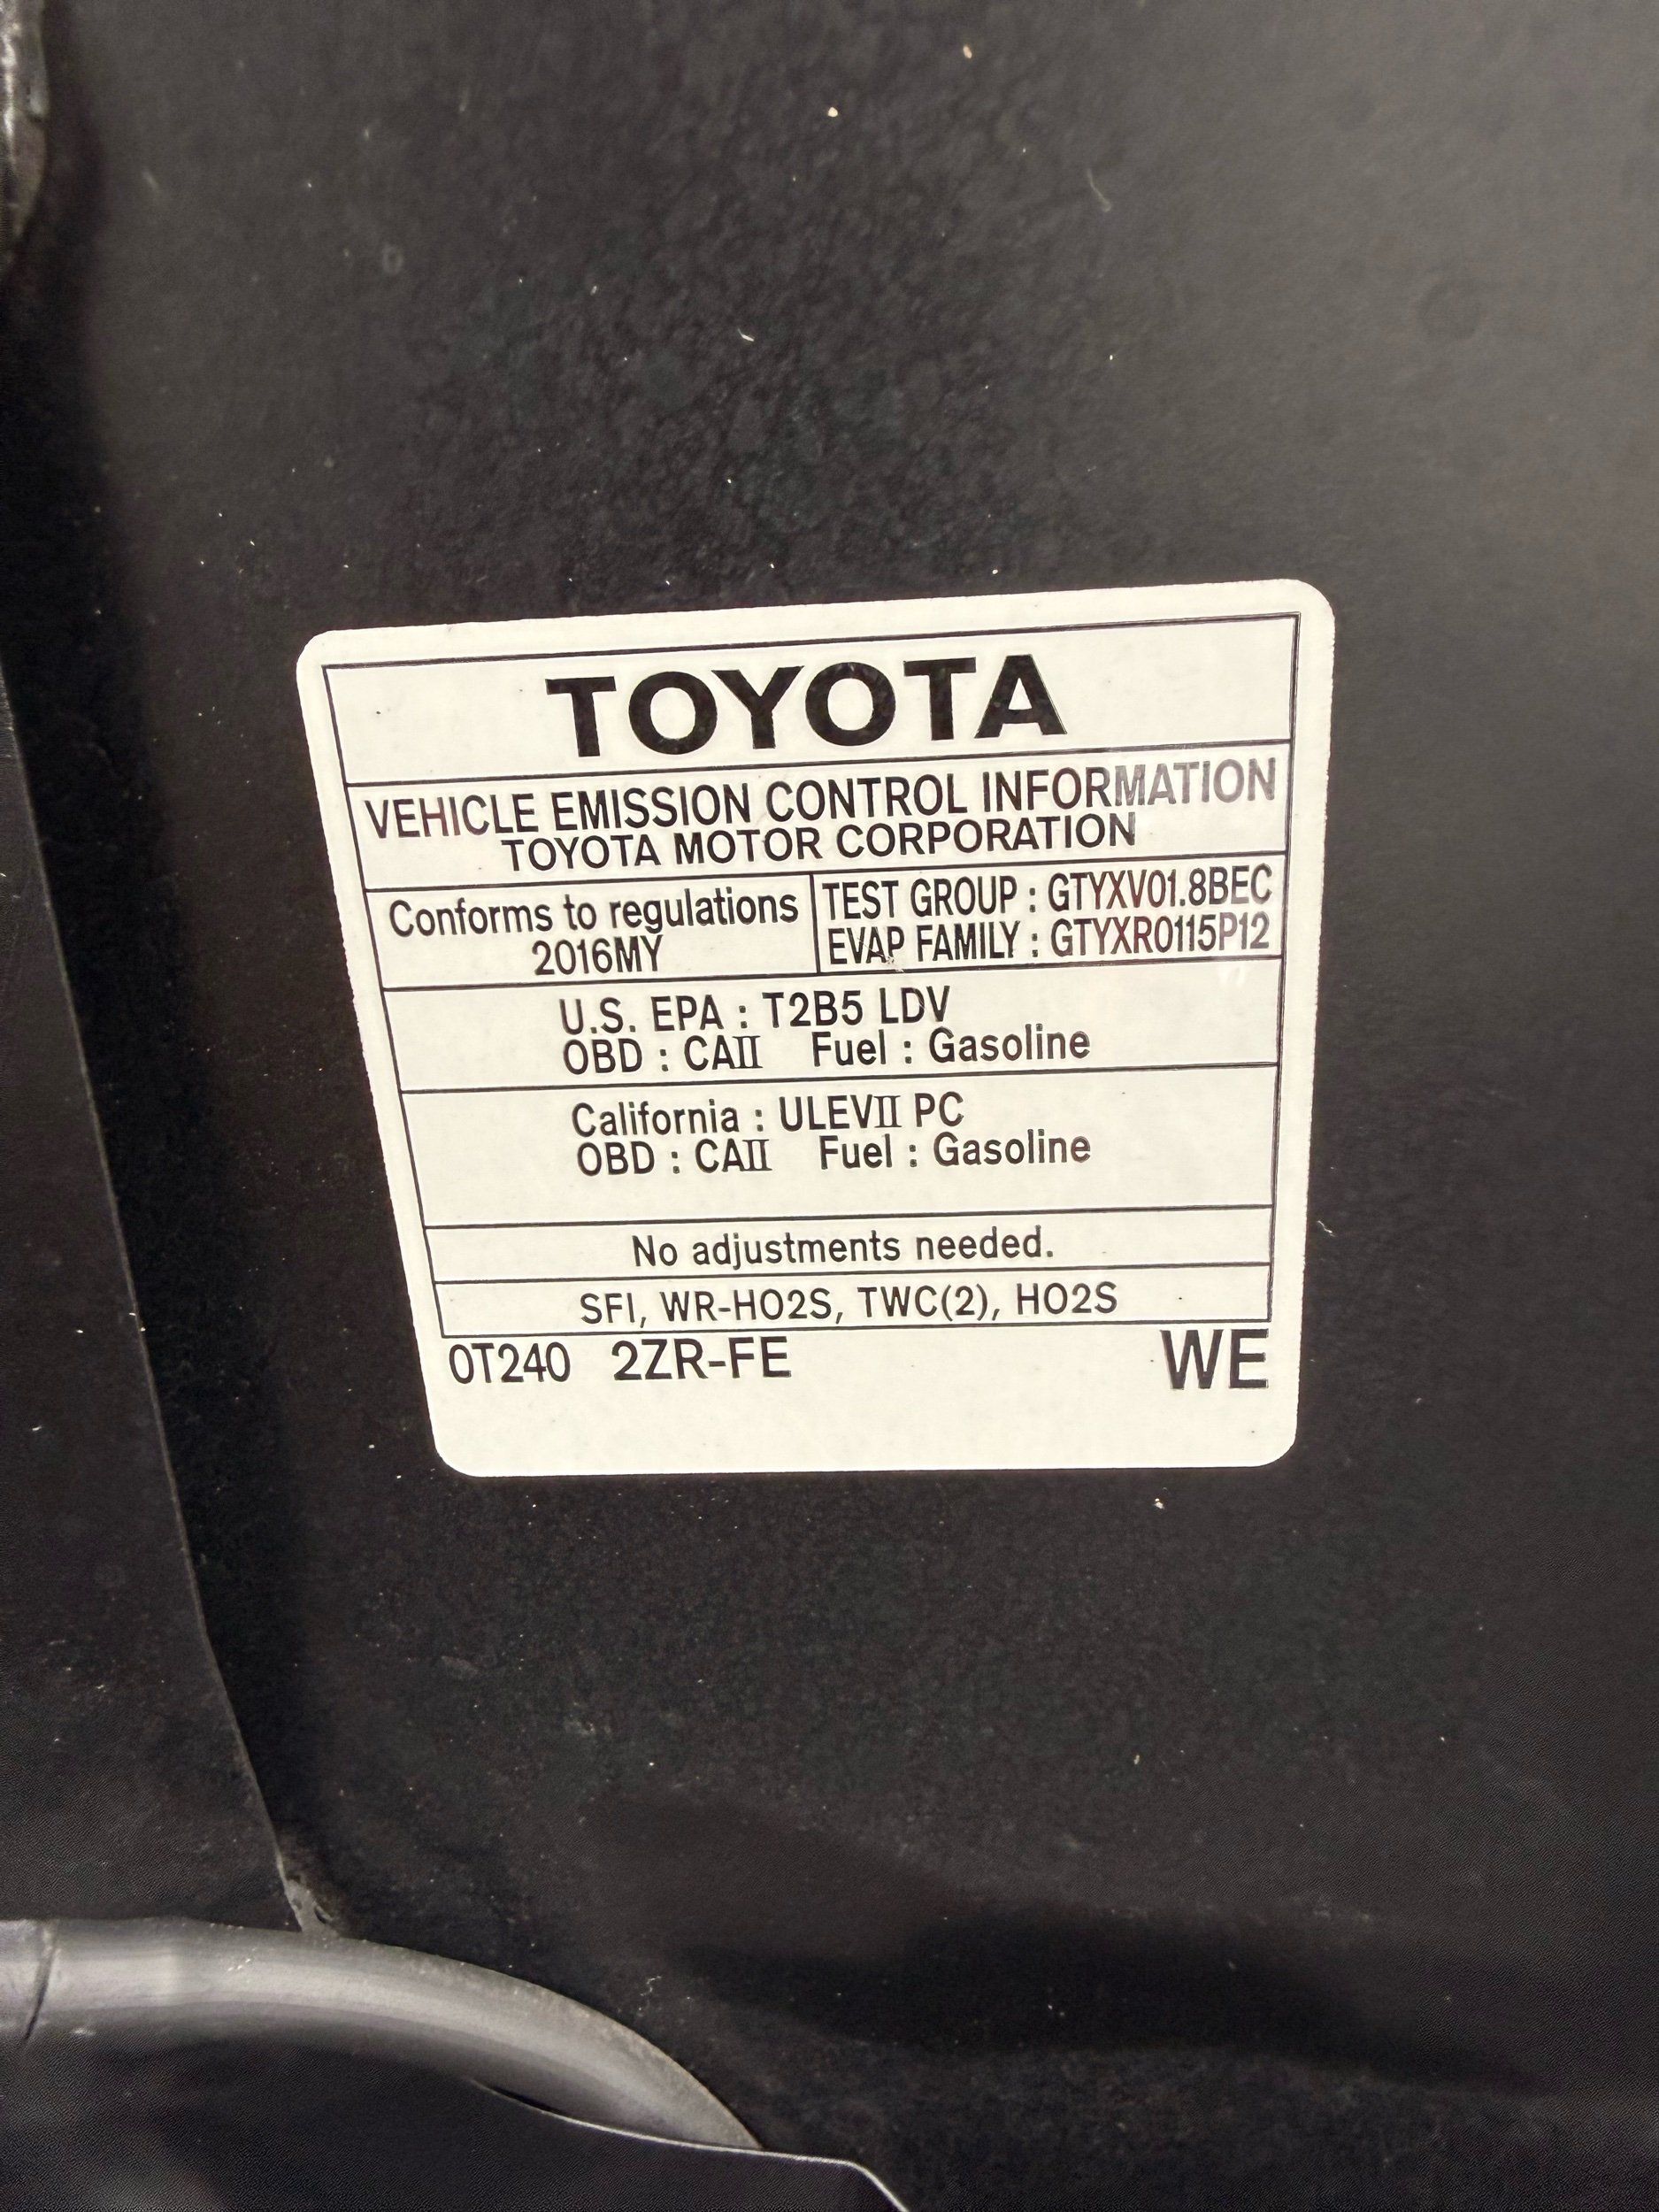 TOYOTA
VEHICLE EMISSION CONTROL INFORMATION
TOYOTA MOTOR CORPORATION
Conforms to regulations
2016MY
TEST GROUP : GTYXV01.8BEC
EVAP FAMILY : GTYXR0115P12
U.S. EPA : T2B5 LDV
OBD : CAⅡ Fuel : Gasoline
California : ULEVⅡ PC
OBD : CAⅡ Fuel : Gasoline
No adjustments needed.
SFI, WR-HO2S, TWC(2), HO2S
0T240 2ZR-FE WE